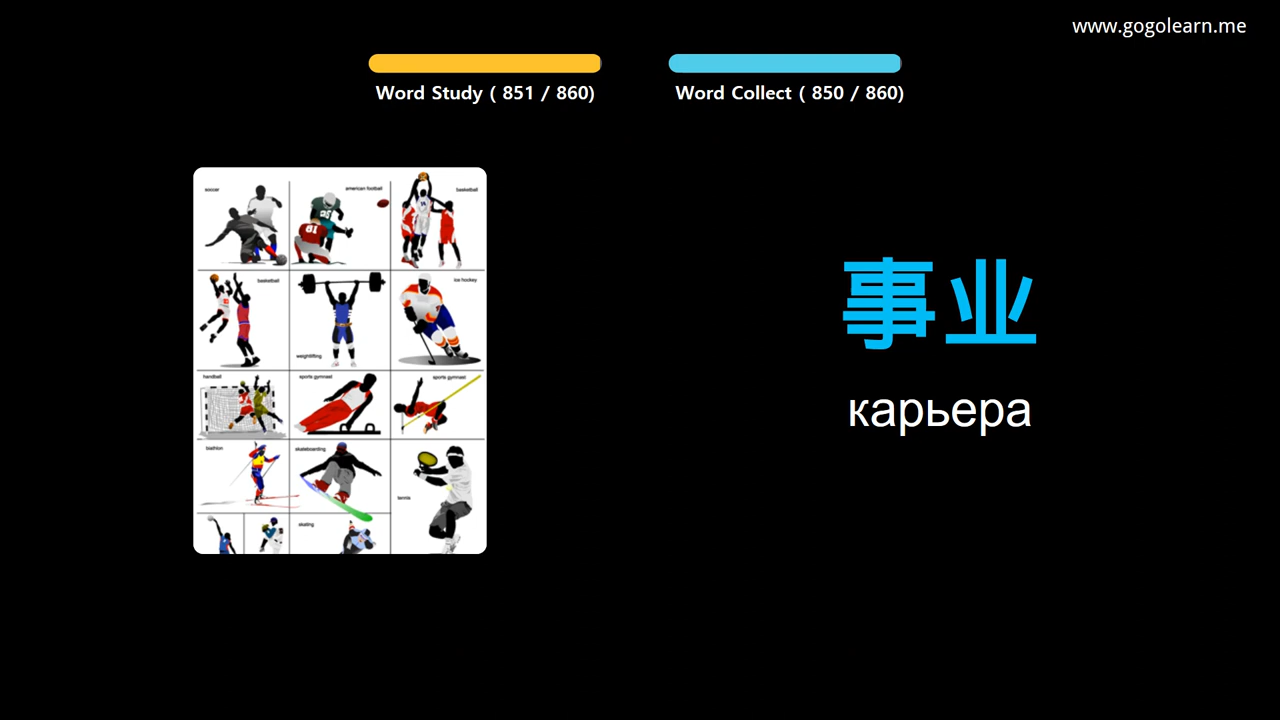 www.gogolearn.me
Word Study ( 851 / 860)
Word Collect ( 850 / 860)
soccer
american football
basketball
basketball
weightlifting
ice hockey
handball
sports gymnast
sports gymnast
biathlon
skateboarding
tennis
skating
事业
карьера